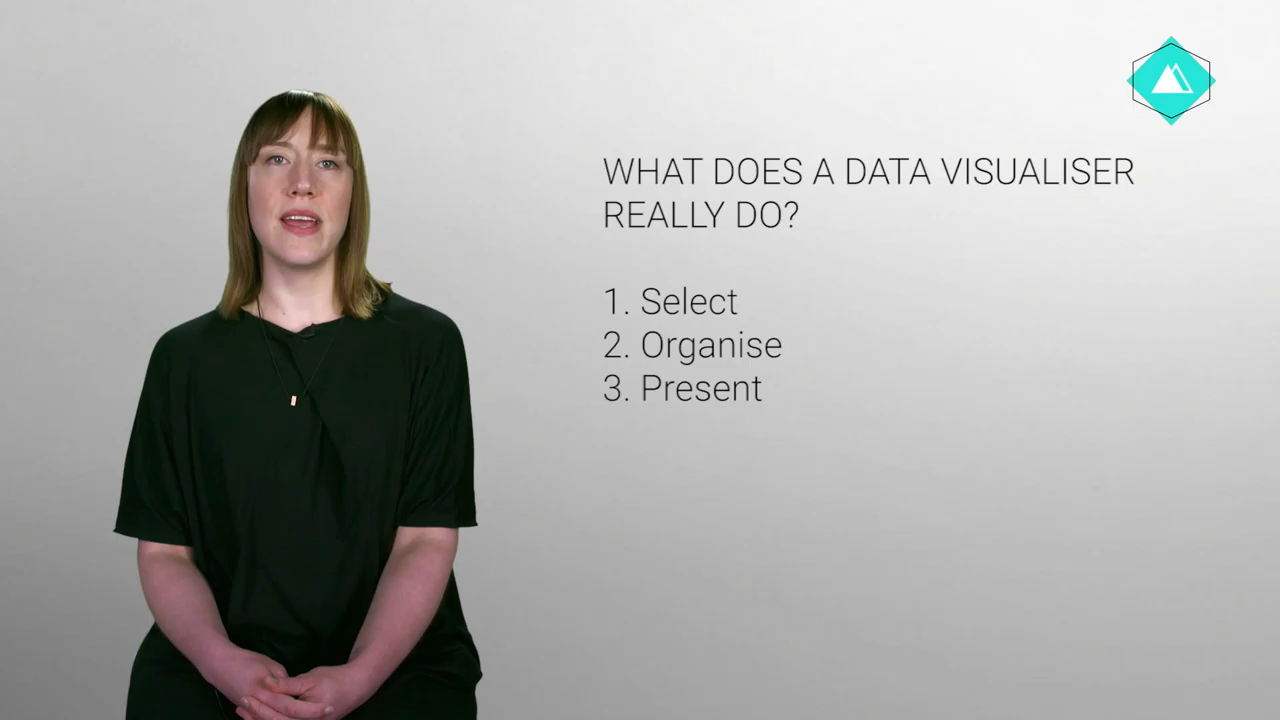 WHAT DOES A DATA VISUALISER
REALLY DO?
1. Select
2. Organise
3. Present